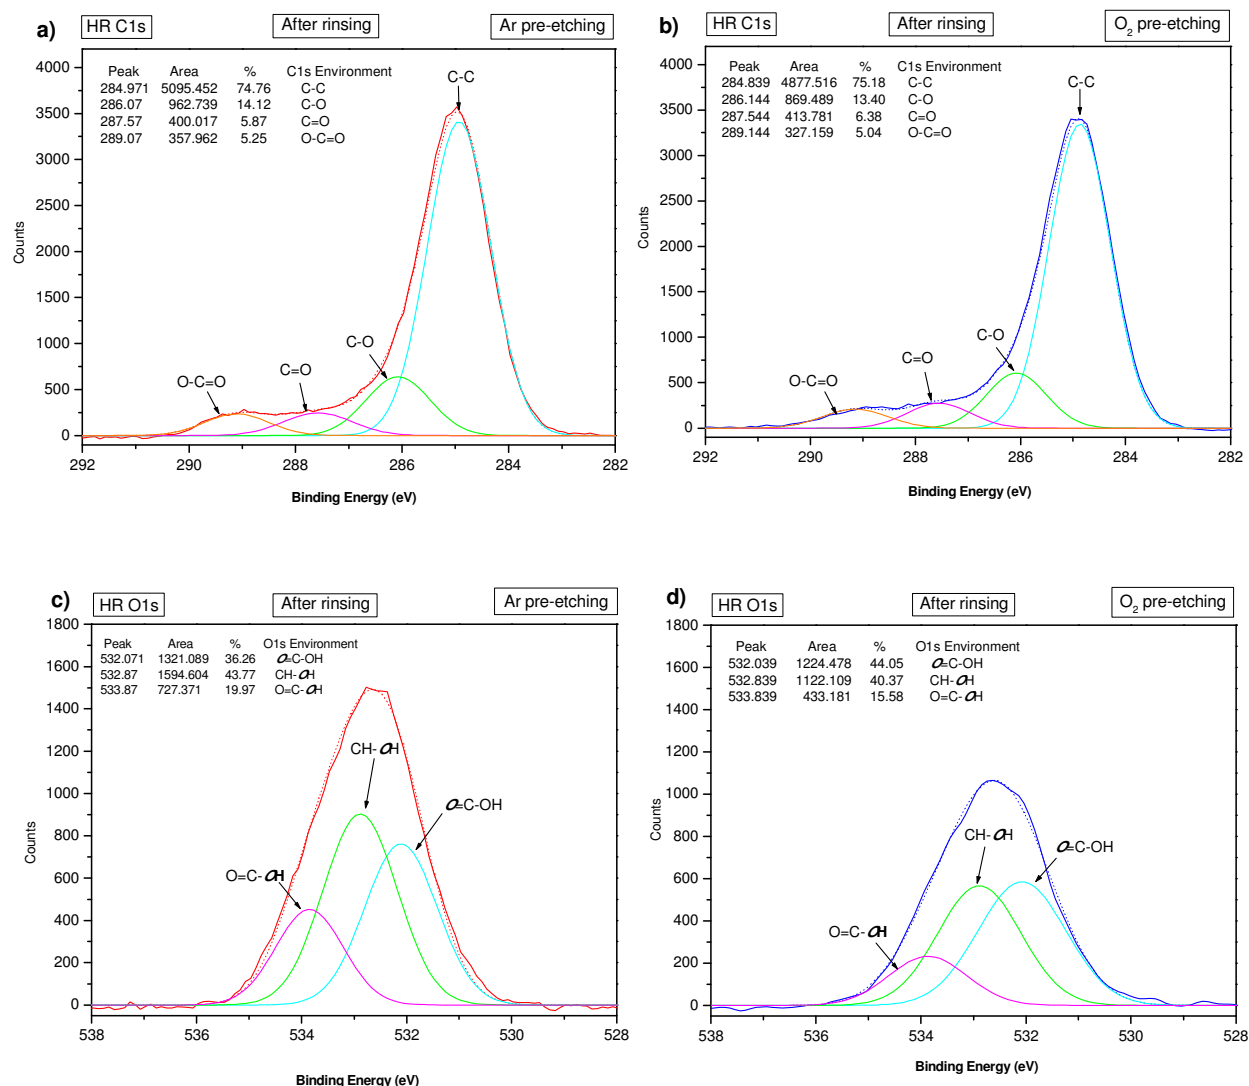 a) HR C1s After rinsing Ar pre-etching
Peak Area % C1s Environment
284.971 5095.452 74.76 C-C
286.07 962.739 14.12 C-O
287.57 400.017 5.87 C=O
289.07 357.962 5.25 O-C=O
C-C
C-O
C=O
O-C=O
4000
3500
3000
2500
2000
1500
1000
500
0
Counts
292 290 288 286 284 282
Binding Energy (eV)
b) HR C1s After rinsing O2 pre-etching
Peak Area % C1s Environment
284.839 4877.516 75.18 C-C
286.144 869.489 13.40 C-O
287.544 413.781 6.38 C=O
289.144 327.159 5.04 O-C=O
C-C
C-O
C=O
O-C=O
4000
3500
3000
2500
2000
1500
1000
500
0
Counts
292 290 288 286 284 282
Binding Energy (eV)
c) HR O1s After rinsing Ar pre-etching
Peak Area % O1s Environment
532.071 1321.089 36.26 O=C-OH
532.87 1594.604 43.77 CH-OH
533.87 727.371 19.97 O=C-OH
CH-OH
O=C-OH
O=C-OH
1800
1600
1400
1200
1000
800
600
400
200
0
Counts
538 536 534 532 530 528
Binding Energy (eV)
d) HR O1s After rinsing O2 pre-etching
Peak Area % O1s Environment
532.039 1224.478 44.05 O=C-OH
532.839 1122.109 40.37 CH-OH
533.839 433.181 15.58 O=C-OH
CH-OH
O=C-OH
O=C-OH
1800
1600
1400
1200
1000
800
600
400
200
0
Counts
538 536 534 532 530 528
Binding Energy (eV)